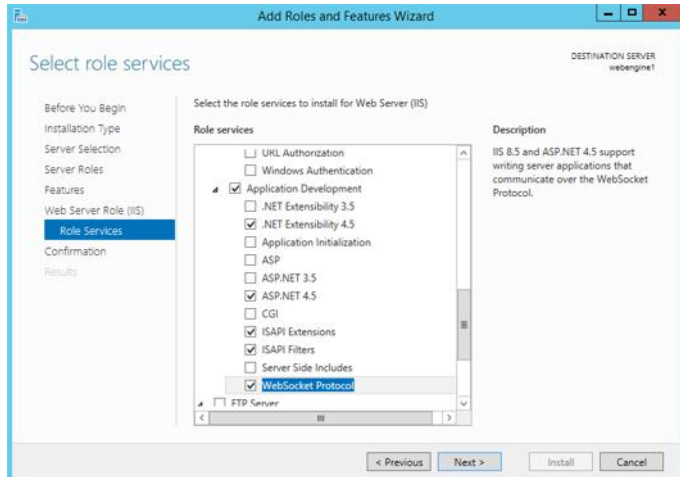 Add Roles and Features Wizard
Select role services
DESTINATION SERVER
webengine1
Before You Begin
Installation Type
Server Selection
Server Roles
Features
Web Server Role (IIS)
Role Services
Confirmation
Results
Select the role services to install for Web Server (IIS)
Role services
URL Authorization
Windows Authentication
Application Development
.NET Extensibility 3.5
.NET Extensibility 4.5
Application Initialization
ASP
ASP.NET 3.5
ASP.NET 4.5
CGI
ISAPI Extensions
ISAPI Filters
Server Side Includes
WebSocket Protocol
FTP Server
Description
IIS 8.5 and ASP.NET 4.5 support
writing server applications that
communicate over the WebSocket
Protocol.
< Previous
Next >
Install
Cancel